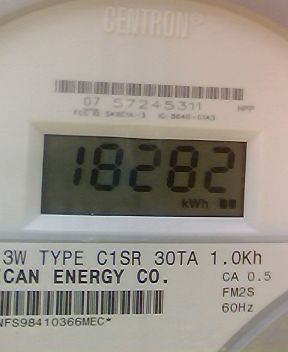 CENTRON®
07 57245311 HPP
18282
kWh
3W TYPE C1SR 30TA 1.0Kh
CAN ENERGY CO.
CA 0.5
FM2S
60Hz
NFS98410366MEC*